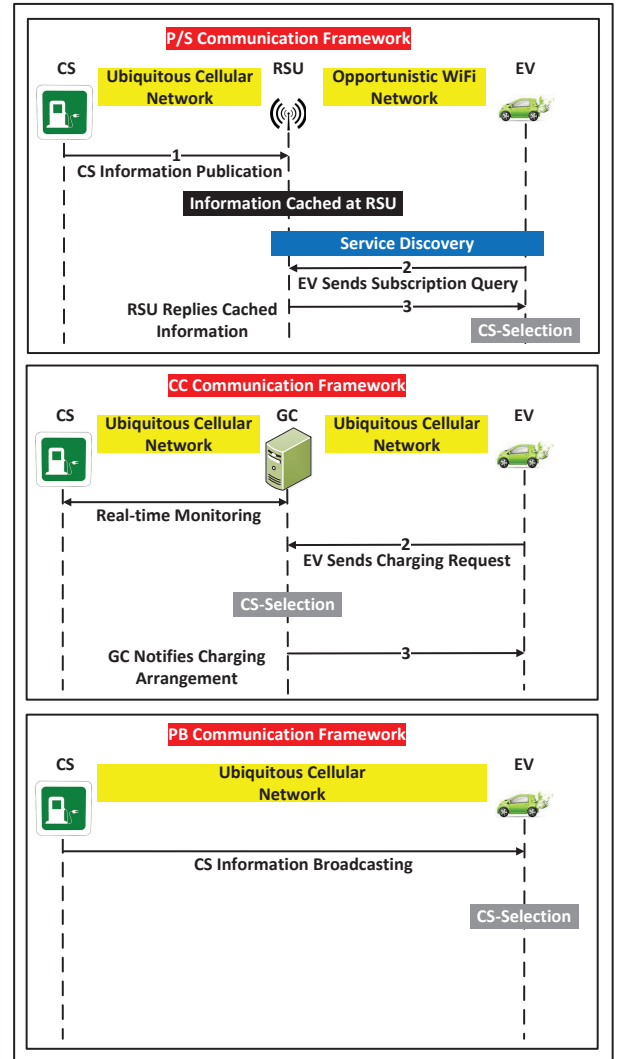 P/S Communication Framework
CS
Ubiquitous Cellular
Network
RSU
Opportunistic WiFi
Network
EV
1
CS Information Publication
Information Cached at RSU
Service Discovery
2
EV Sends Subscription Query
RSU Replies Cached
Information
3
CS-Selection
CC Communication Framework
CS
Ubiquitous Cellular
Network
GC
Ubiquitous Cellular
Network
EV
Real-time Monitoring
2
EV Sends Charging Request
CS-Selection
GC Notifies Charging
Arrangement
3
PB Communication Framework
CS
Ubiquitous Cellular
Network
EV
CS Information Broadcasting
CS-Selection